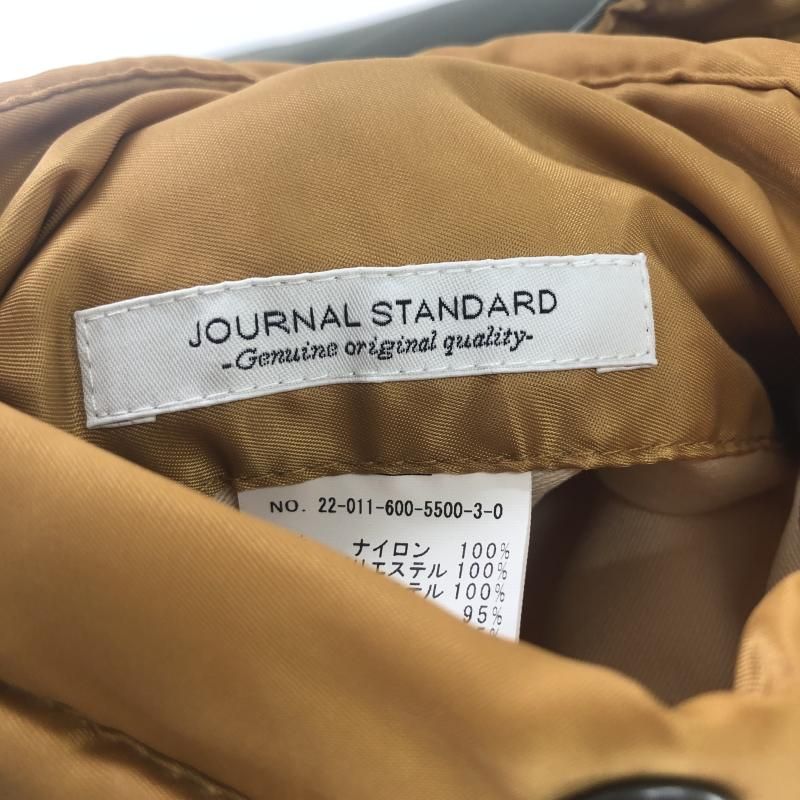 JOURNAL STANDARD
-Genuine original quality-
NO. 22-011-600-5500-3-0
ナイロン 100%
リエステル 100%
テル 100%
95%